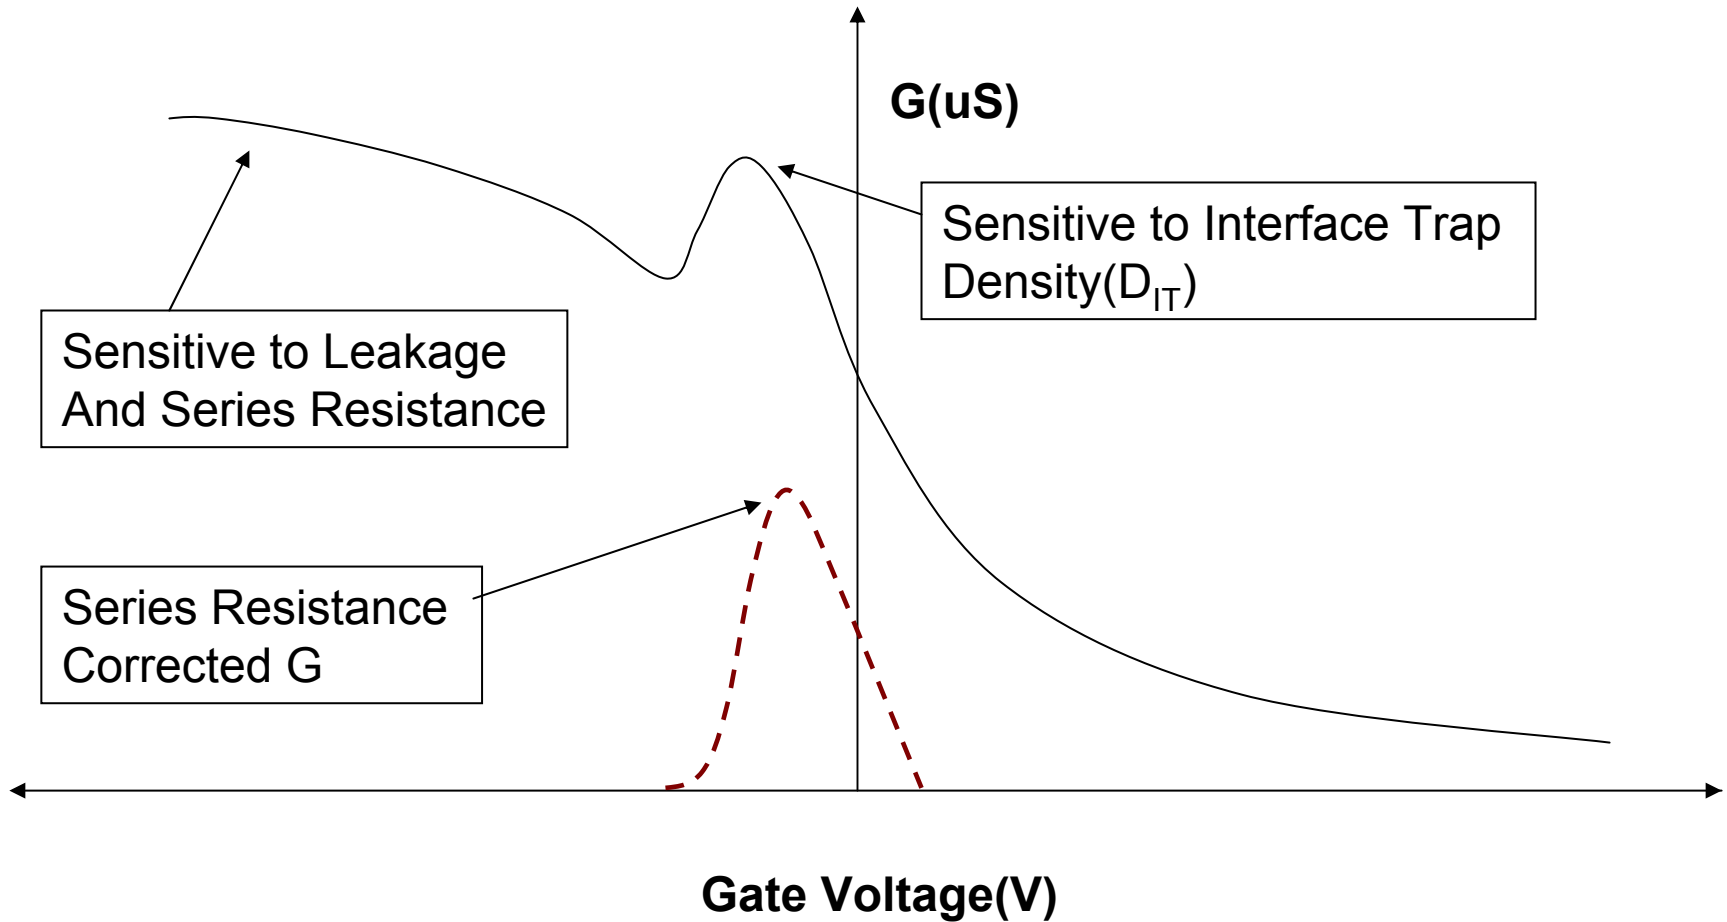 G(uS)
Sensitive to Interface Trap
Density(D_IT)
Sensitive to Leakage
And Series Resistance
Series Resistance
Corrected G
Gate Voltage(V)